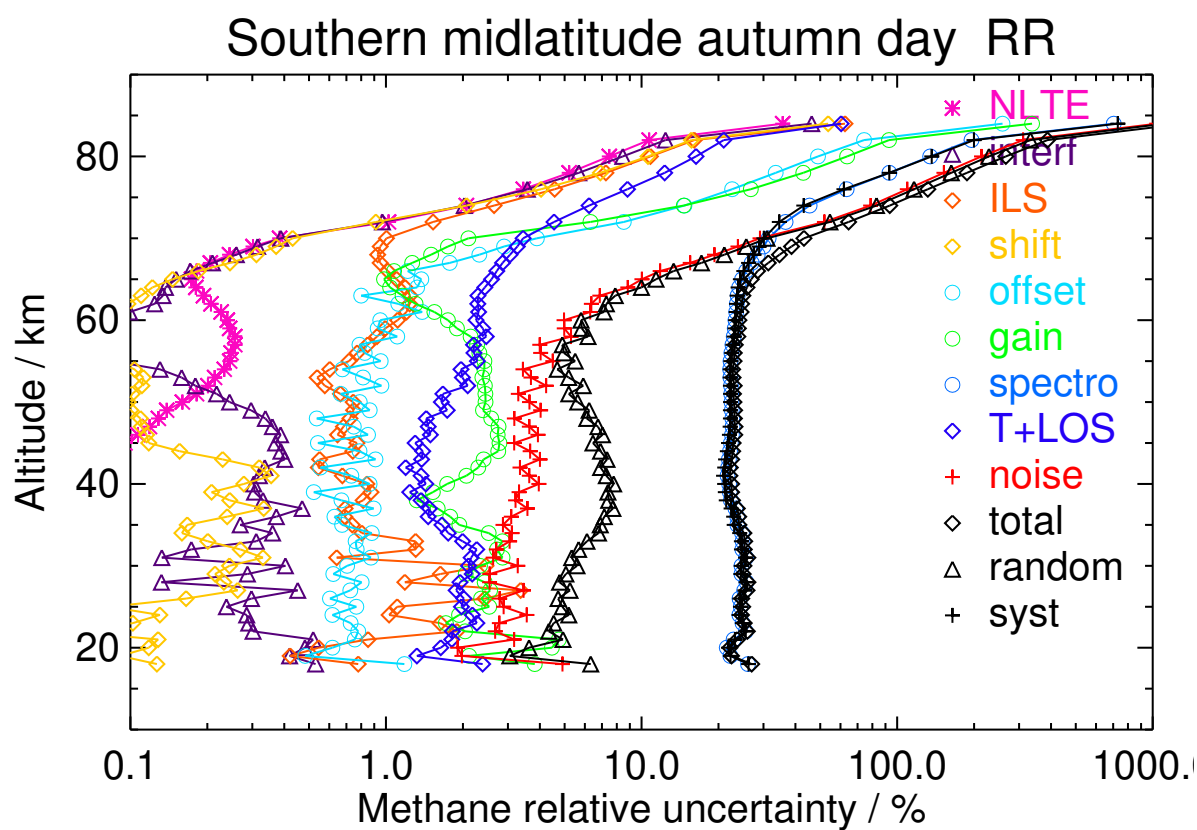 Southern midlatitude autumn day RR
NLTE
80
interf
ILS
shift
offset
60
gain
spectro
T+LOS
noise
40
total
random
syst
20
Altitude / km
0.1 1.0 10.0 100.0 1000.0
Methane relative uncertainty / %